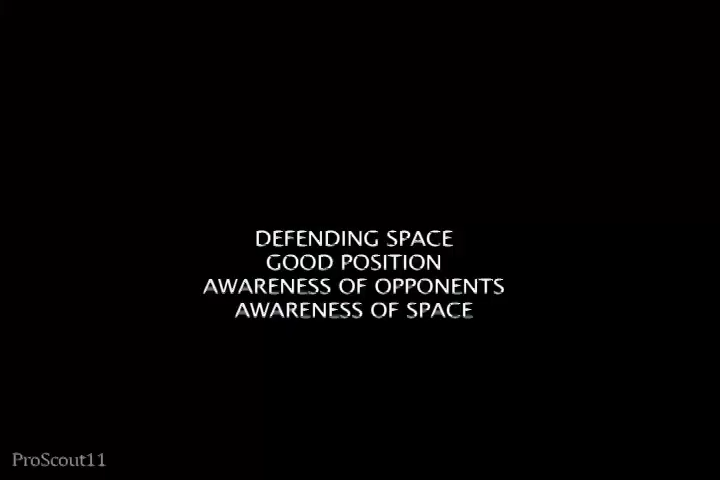 DEFENDING SPACE
GOOD POSITION
AWARENESS OF OPPONENTS
AWARENESS OF SPACE
ProScout11